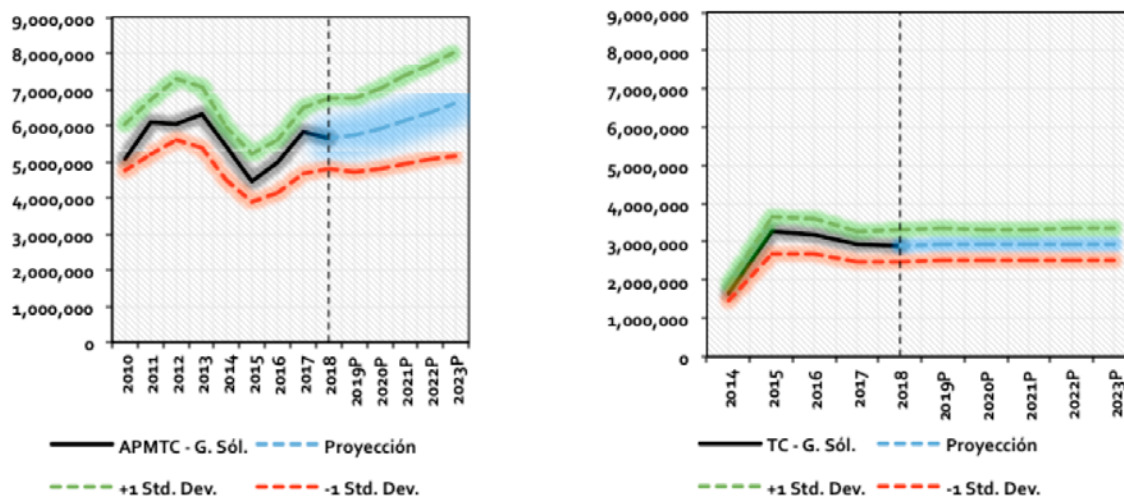 9,000,000
8,000,000
7,000,000
6,000,000
5,000,000
4,000,000
3,000,000
2,000,000
1,000,000
0
2010
2011
2012
2013
2014
2015
2016
2017
2018
2019P
2020P
2021P
2022P
2023P
APMTC - G. Sól.
Proyección
+1 Std. Dev.
-1 Std. Dev.
9,000,000
8,000,000
7,000,000
6,000,000
5,000,000
4,000,000
3,000,000
2,000,000
1,000,000
0
2014
2015
2016
2017
2018
2019P
2020P
2021P
2022P
2023P
TC - G. Sól.
Proyección
+1 Std. Dev.
-1 Std. Dev.